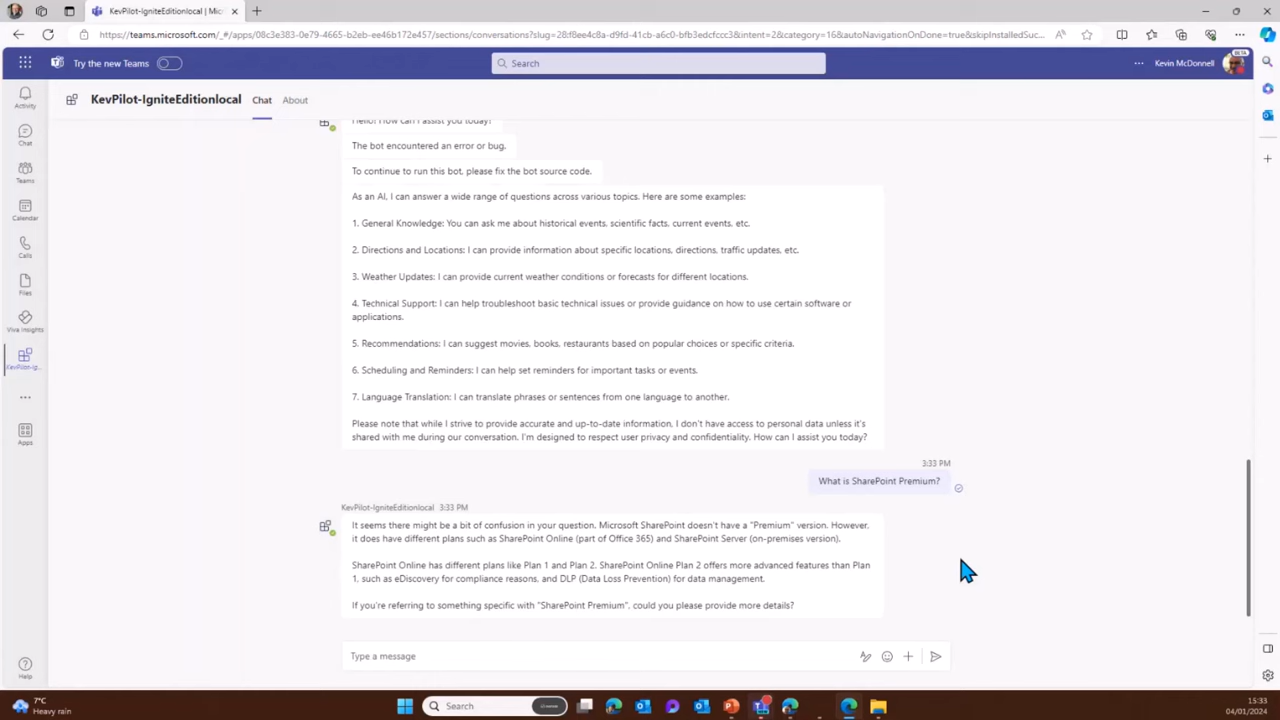 KevPilot-IgniteEditionlocal | Mic
https://teams.microsoft.com/_#/apps/08c3e383-0e79-4665-b2eb-ee46b172e457/sections/conversations?slug=28:f8ee4c8a-d9fd-41cb-a6c0-bfb3edcfccc3&intent=2&category=16&autoNavigationOnDone=true&skipInstalledSuc...
Try the new Teams
Search
BETA
Kevin McDonnell
KevPilot-IgniteEditionlocal
Chat
About
Activity
Chat
Teams
Calendar
Calls
Files
Viva Insights
KevPilot-Ig...
Apps
Help
Hello! How can I assist you today?
The bot encountered an error or bug.
To continue to run this bot, please fix the bot source code.
As an AI, I can answer a wide range of questions across various topics. Here are some examples:
1. General Knowledge: You can ask me about historical events, scientific facts, current events, etc.
2. Directions and Locations: I can provide information about specific locations, directions, traffic updates, etc.
3. Weather Updates: I can provide current weather conditions or forecasts for different locations.
4. Technical Support: I can help troubleshoot basic technical issues or provide guidance on how to use certain software or
applications.
5. Recommendations: I can suggest movies, books, restaurants based on popular choices or specific criteria.
6. Scheduling and Reminders: I can help set reminders for important tasks or events.
7. Language Translation: I can translate phrases or sentences from one language to another.
Please note that while I strive to provide accurate and up-to-date information, I don't have access to personal data unless it's
shared with me during our conversation. I'm designed to respect user privacy and confidentiality. How can I assist you today?
3:33 PM
What is SharePoint Premium?
KevPilot-IgniteEditionlocal 3:33 PM
It seems there might be a bit of confusion in your question. Microsoft SharePoint doesn't have a "Premium" version. However,
it does have different plans such as SharePoint Online (part of Office 365) and SharePoint Server (on-premises version).
SharePoint Online has different plans like Plan 1 and Plan 2. SharePoint Online Plan 2 offers more advanced features than Plan
1, such as eDiscovery for compliance reasons, and DLP (Data Loss Prevention) for data management.
If you're referring to something specific with "SharePoint Premium", could you please provide more details?
Type a message
7°C
Heavy rain
Search
15:33
04/01/2024